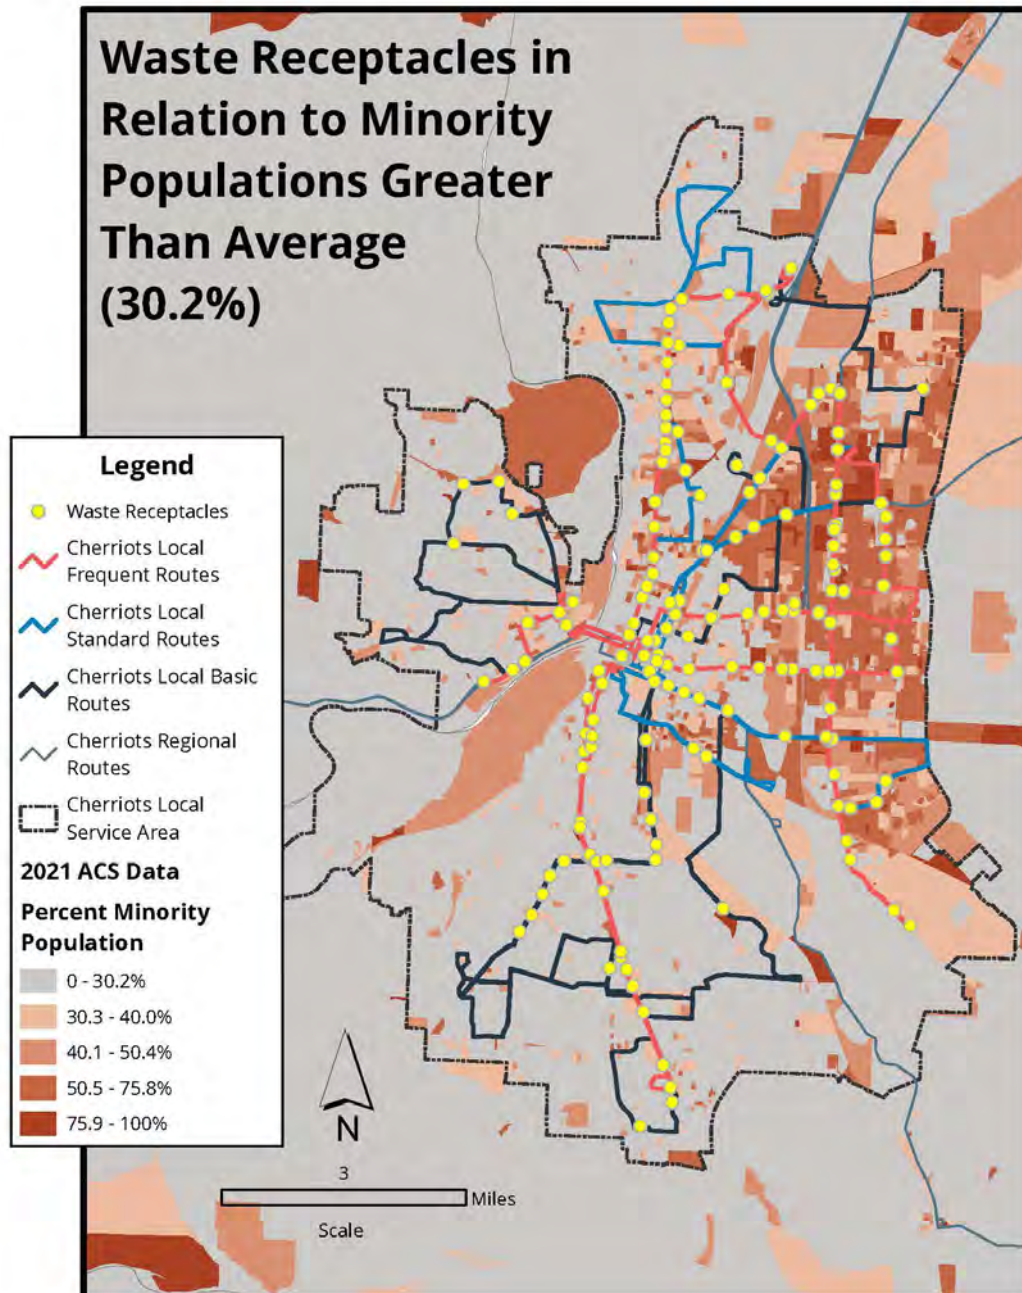 Waste Receptacles in
Relation to Minority
Populations Greater
Than Average
(30.2%)
Legend
Waste Receptacles
Cherriots Local
Frequent Routes
Cherriots Local
Standard Routes
Cherriots Local Basic
Routes
Cherriots Regional
Routes
Cherriots Local
Service Area
2021 ACS Data
Percent Minority
Population
0 - 30.2%
30.3 - 40.0%
40.1 - 50.4%
50.5 - 75.8%
75.9 - 100%
N
3
Miles
Scale